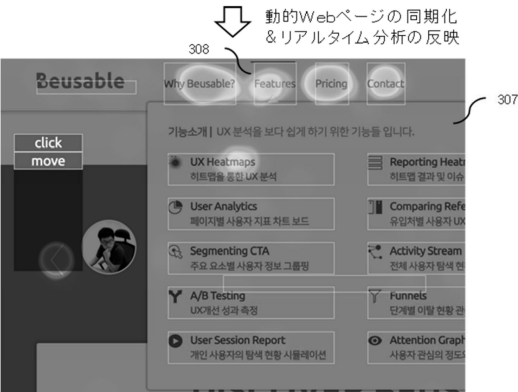 動的Webページの同期化
&リアルタイム分析の反映
308
307
Beusable
Why Beusable?
Features
Pricing
Contact
click
move
기능소개 | UX 분석을 보다 쉽게 하기 위한 기능들 입니다.
UX Heatmaps
히트맵을 통한 UX 분석
Reporting Heat
히트맵 결과 및 이슈
User Analytics
페이지별 사용자 지표 차트 보드
Comparing Refe
유입처별 사용자 UX
Segmenting CTA
주요 요소별 사용자 정보 그룹핑
Activity Stream
전체 사용자 탐색 현
A/B Testing
UX개선 성과 측정
Funnels
단계별 이탈 현황 관
User Session Report
개인 사용자의 탐색 현황 시뮬레이션
Attention Graph
사용자 관심의 정도